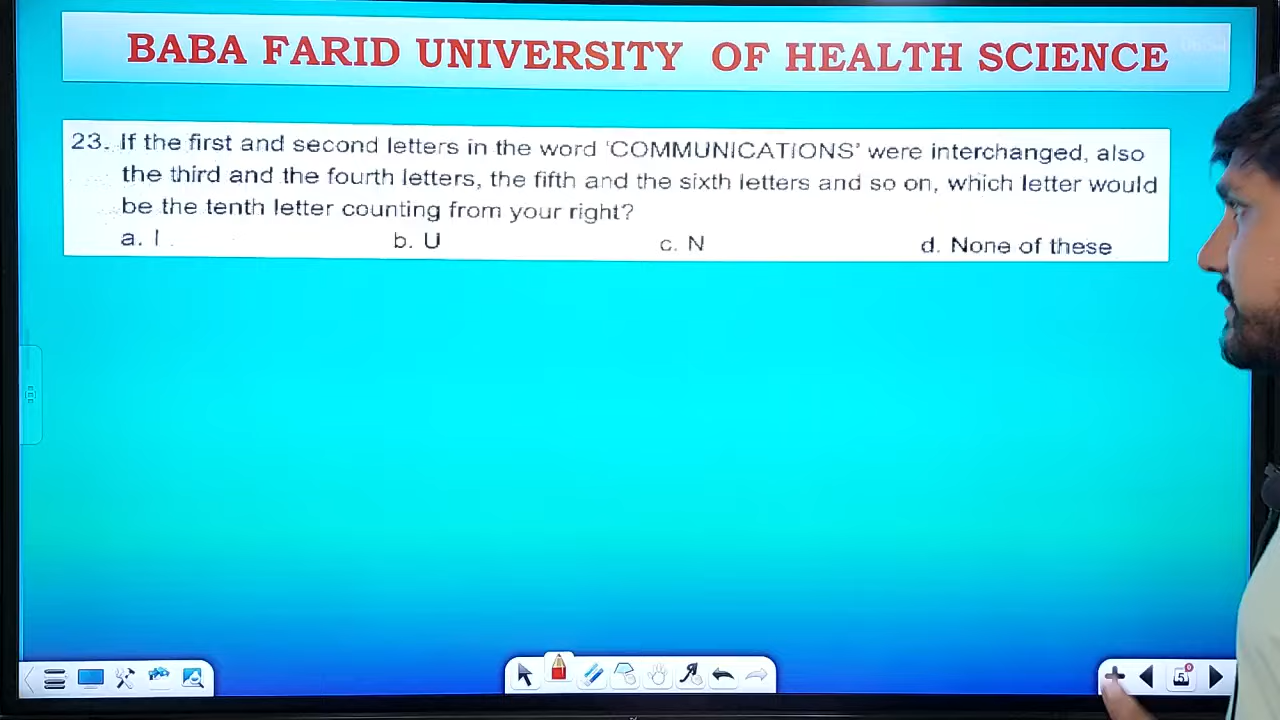 BABA FARID UNIVERSITY OF HEALTH SCIENCE
23. If the first and second letters in the word 'COMMUNICATIONS' were interchanged, also
the third and the fourth letters, the fifth and the sixth letters and so on, which letter would
be the tenth letter counting from your right?
a. I b. U c. N d. None of these